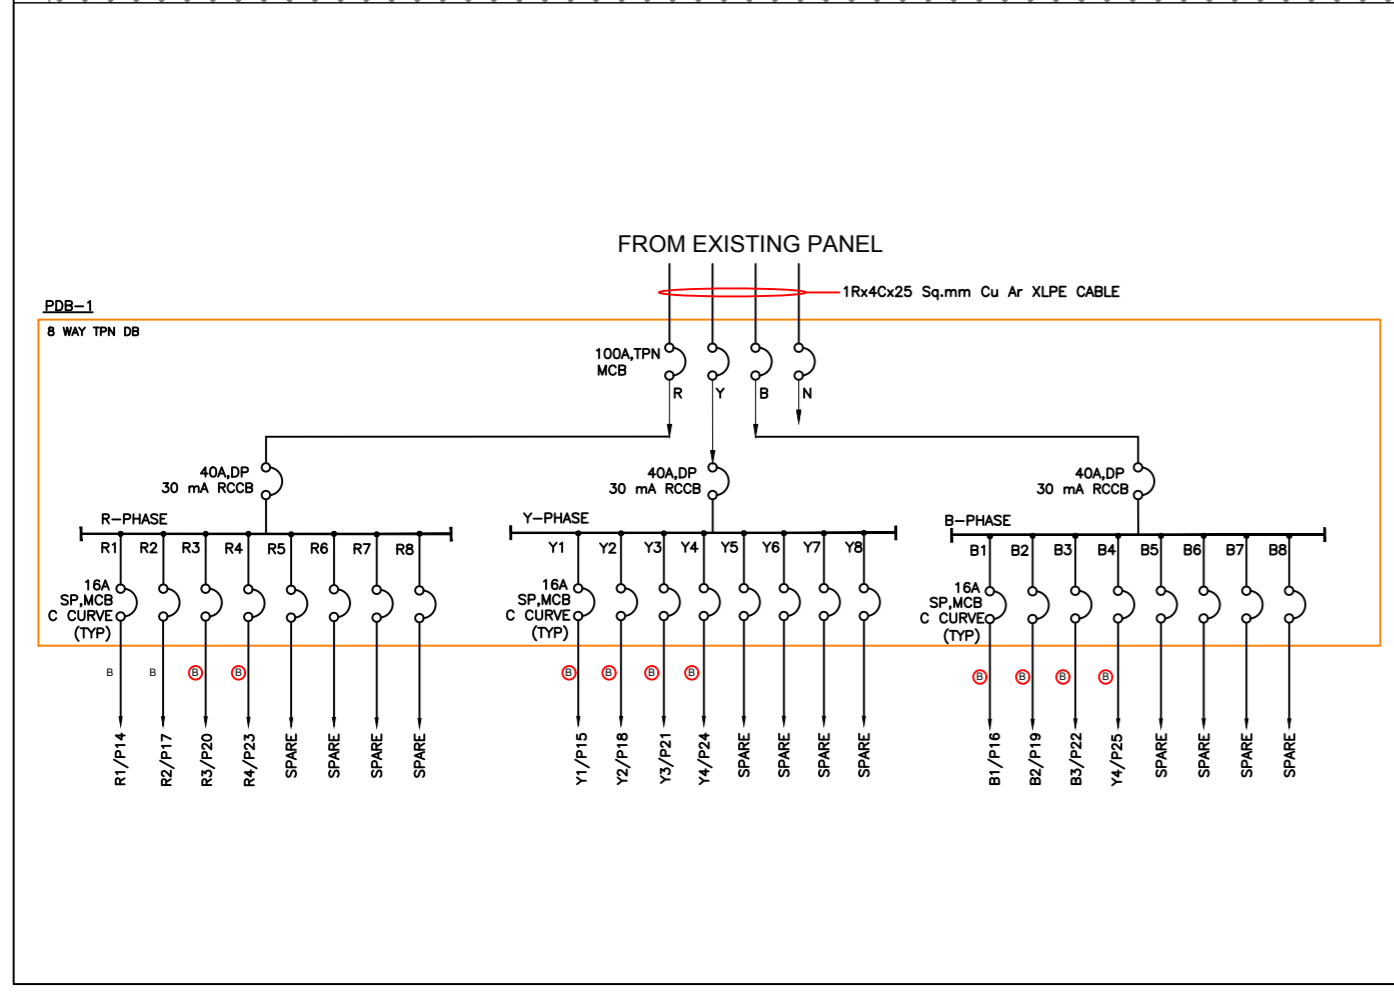 FROM EXISTING PANEL
1Rx4Cx25 Sq.mm Cu Ar XLPE CABLE
PDB-1
8 WAY TPN DB
100A,TPN
MCB
R Y B N
40A,DP
30 mA RCCB
40A,DP
30 mA RCCB
40A,DP
30 mA RCCB
R-PHASE
R1 R2 R3 R4 R5 R6 R7 R8
16A
SP,MCB
C CURVE
(TYP)
B B B B
R1/P14
R2/P17
R3/P20
R4/P23
SPARE
SPARE
SPARE
SPARE
Y-PHASE
Y1 Y2 Y3 Y4 Y5 Y6 Y7 Y8
16A
SP,MCB
C CURVE
(TYP)
B B B B
Y1/P15
Y2/P18
Y3/P21
Y4/P24
SPARE
SPARE
SPARE
SPARE
B-PHASE
B1 B2 B3 B4 B5 B6 B7 B8
16A
SP,MCB
C CURVE
(TYP)
B B B B
B1/P16
B2/P19
B3/P22
Y4/P25
SPARE
SPARE
SPARE
SPARE